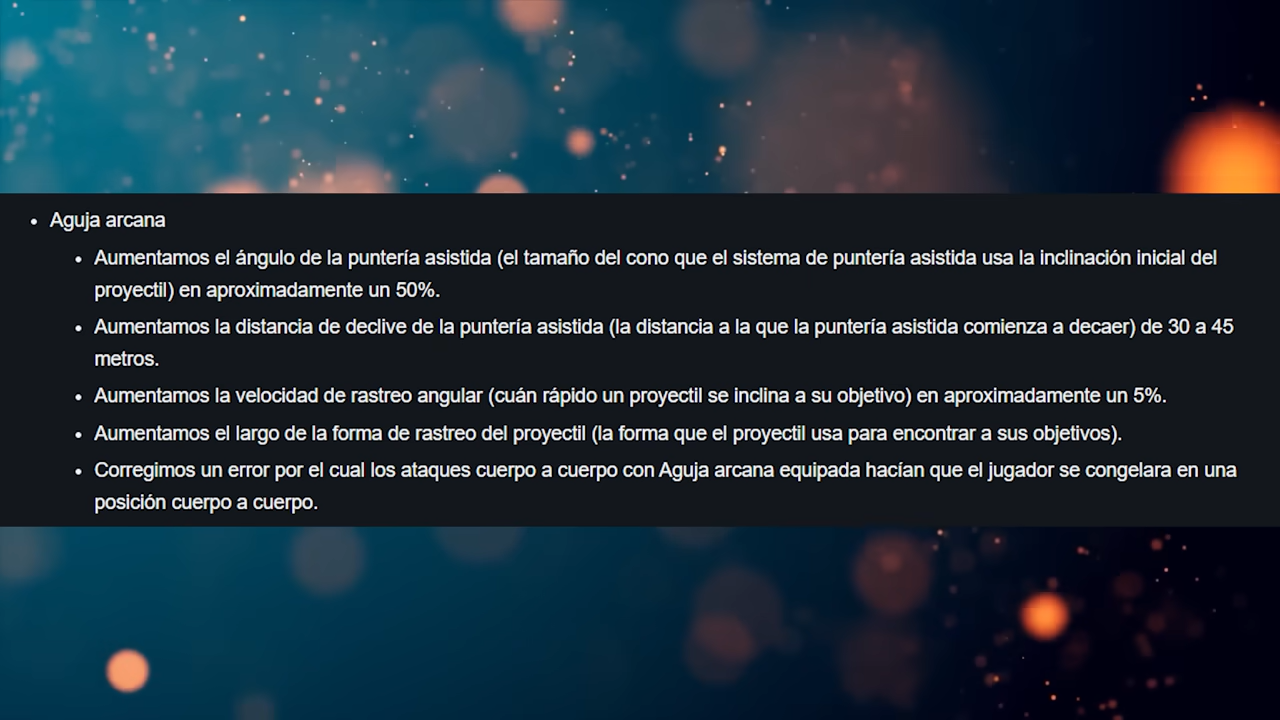 Aguja arcana
Aumentamos el ángulo de la puntería asistida (el tamaño del cono que el sistema de puntería asistida usa la inclinación inicial del
proyectil) en aproximadamente un 50%.
Aumentamos la distancia de declive de la puntería asistida (la distancia a la que la puntería asistida comienza a decaer) de 30 a 45
metros.
Aumentamos la velocidad de rastreo angular (cuán rápido un proyectil se inclina a su objetivo) en aproximadamente un 5%.
Aumentamos el largo de la forma de rastreo del proyectil (la forma que el proyectil usa para encontrar a sus objetivos).
Corregimos un error por el cual los ataques cuerpo a cuerpo con Aguja arcana equipada hacían que el jugador se congelara en una
posición cuerpo a cuerpo.